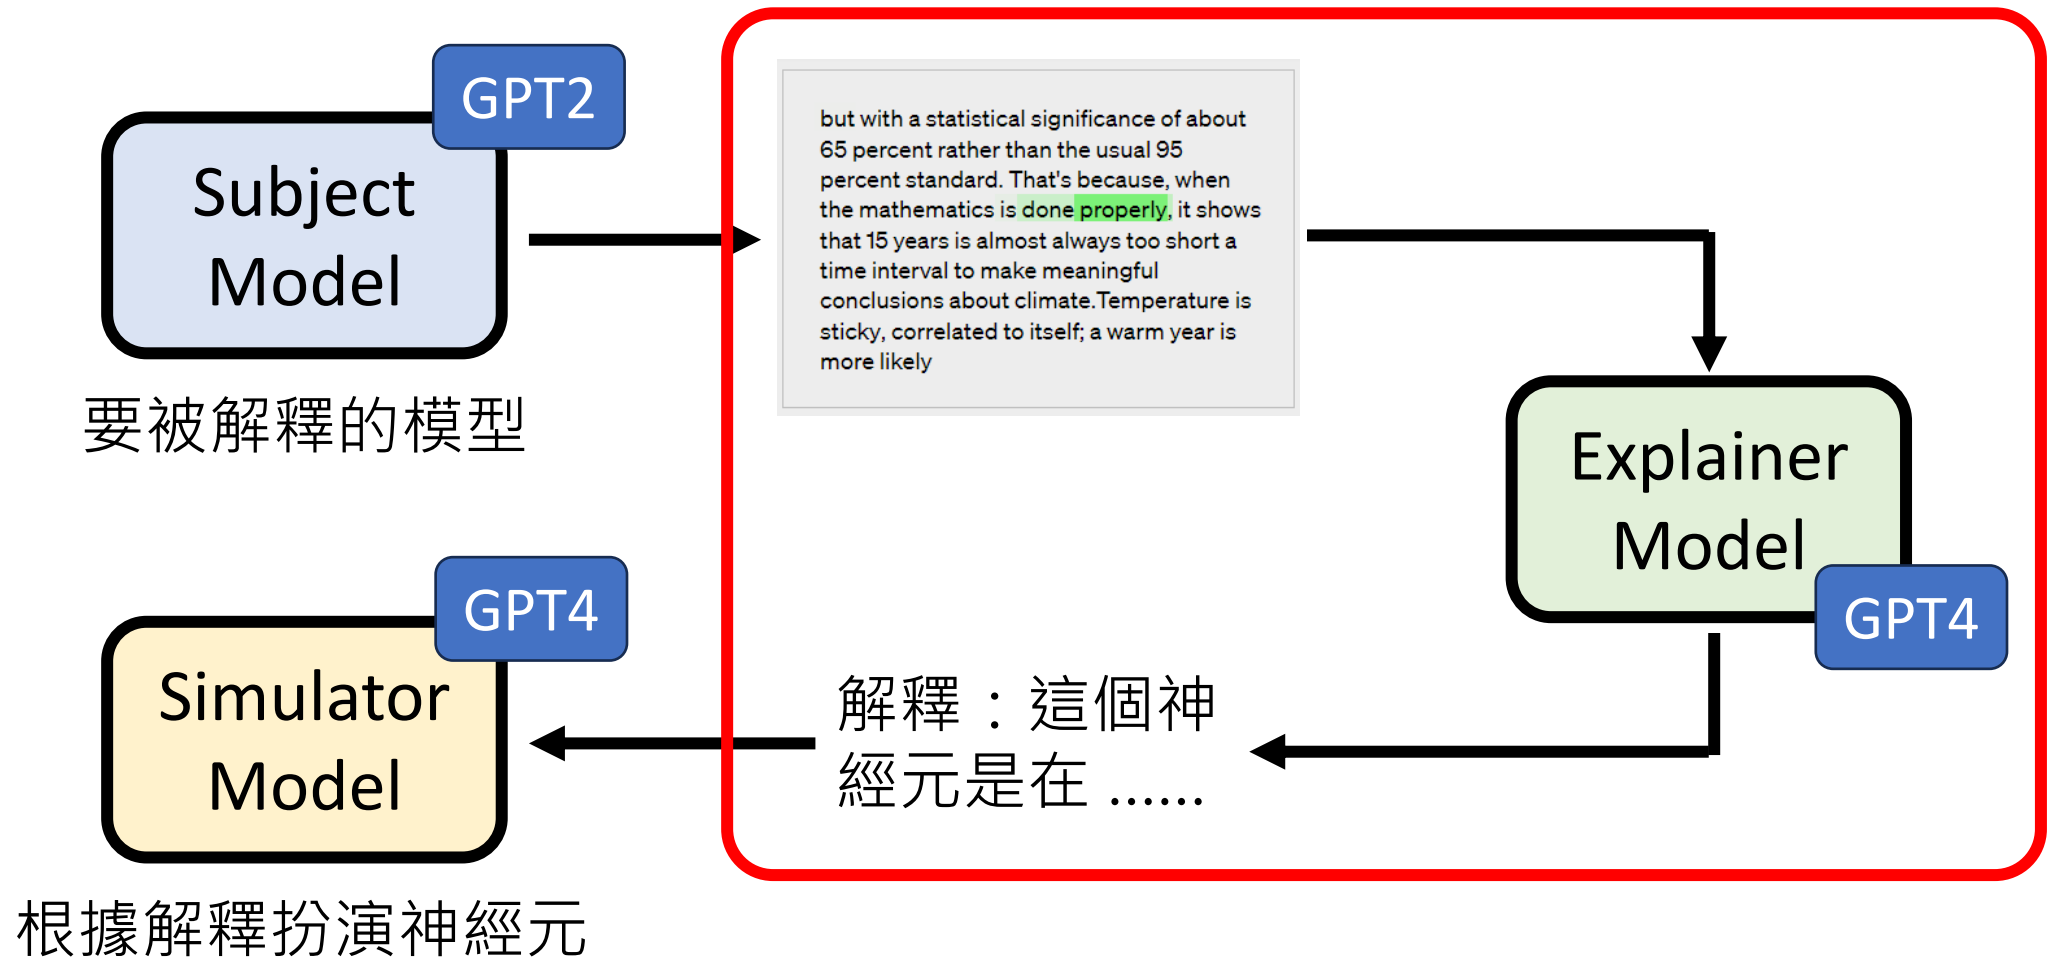 GPT2
Subject
Model
要被解釋的模型
but with a statistical significance of about
65 percent rather than the usual 95
percent standard. That's because, when
the mathematics is done properly, it shows
that 15 years is almost always too short a
time interval to make meaningful
conclusions about climate.Temperature is
sticky, correlated to itself; a warm year is
more likely
Explainer
Model
GPT4
解釋：這個神
經元是在 ......
GPT4
Simulator
Model
根據解釋扮演神經元